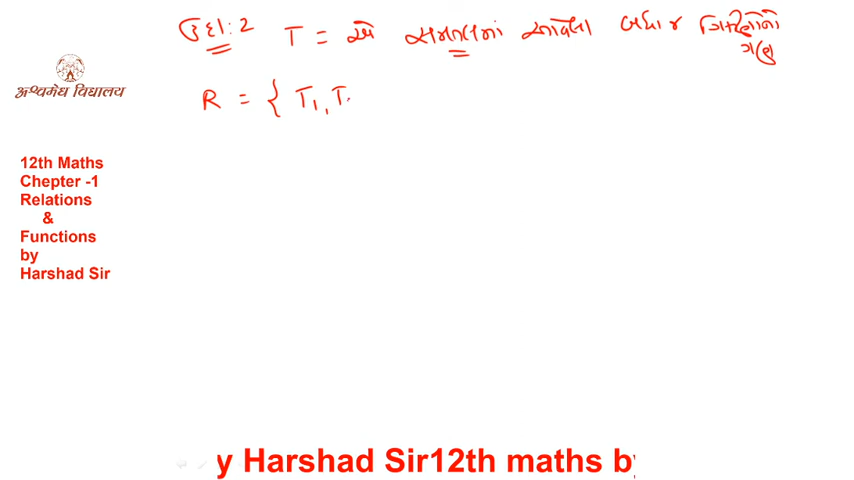 ઉદા:2 T = એ સમતલમાં આવેલા બધા જ ત્રિકોણોનો
ગણ
R = { T1, T
अश्वमेध विद्यालय
12th Maths
Chepter -1
Relations
&
Functions
by
Harshad Sir
y Harshad Sir12th maths by